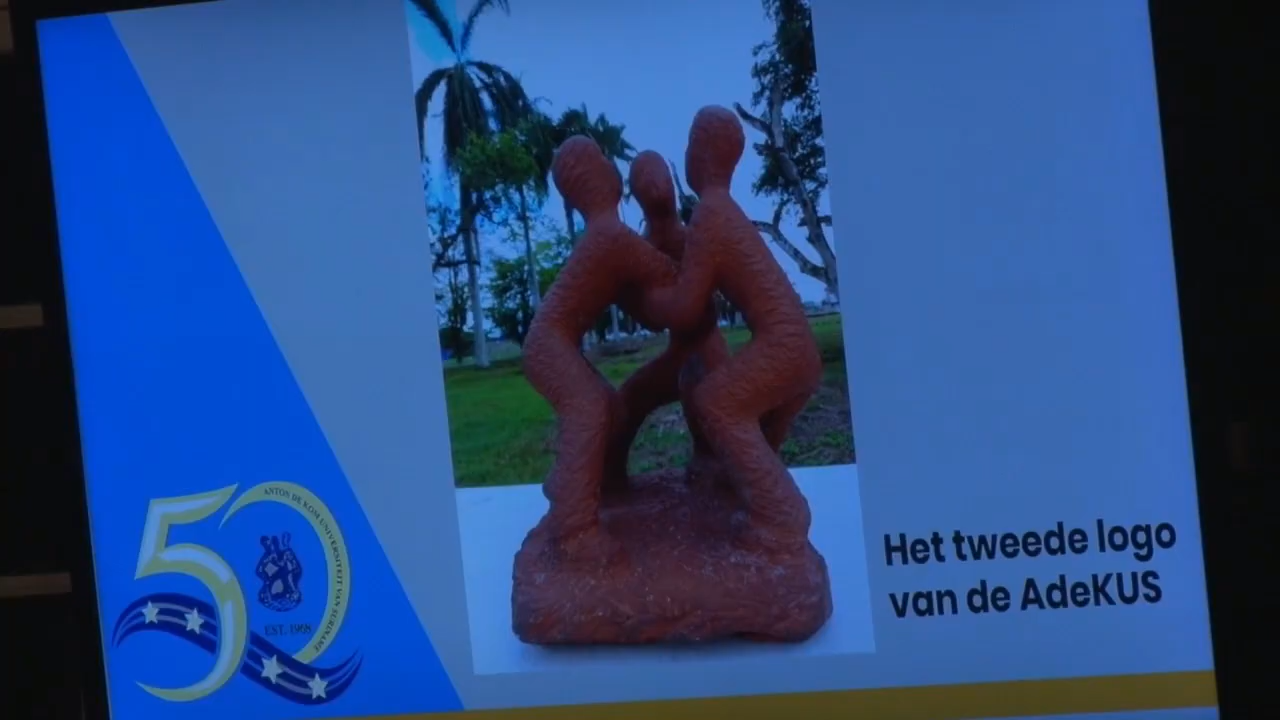 Het tweede logo
van de AdeKUS
50
ANTON DE KOM UNIVERSITEIT VAN SURINAME
EST. 1968